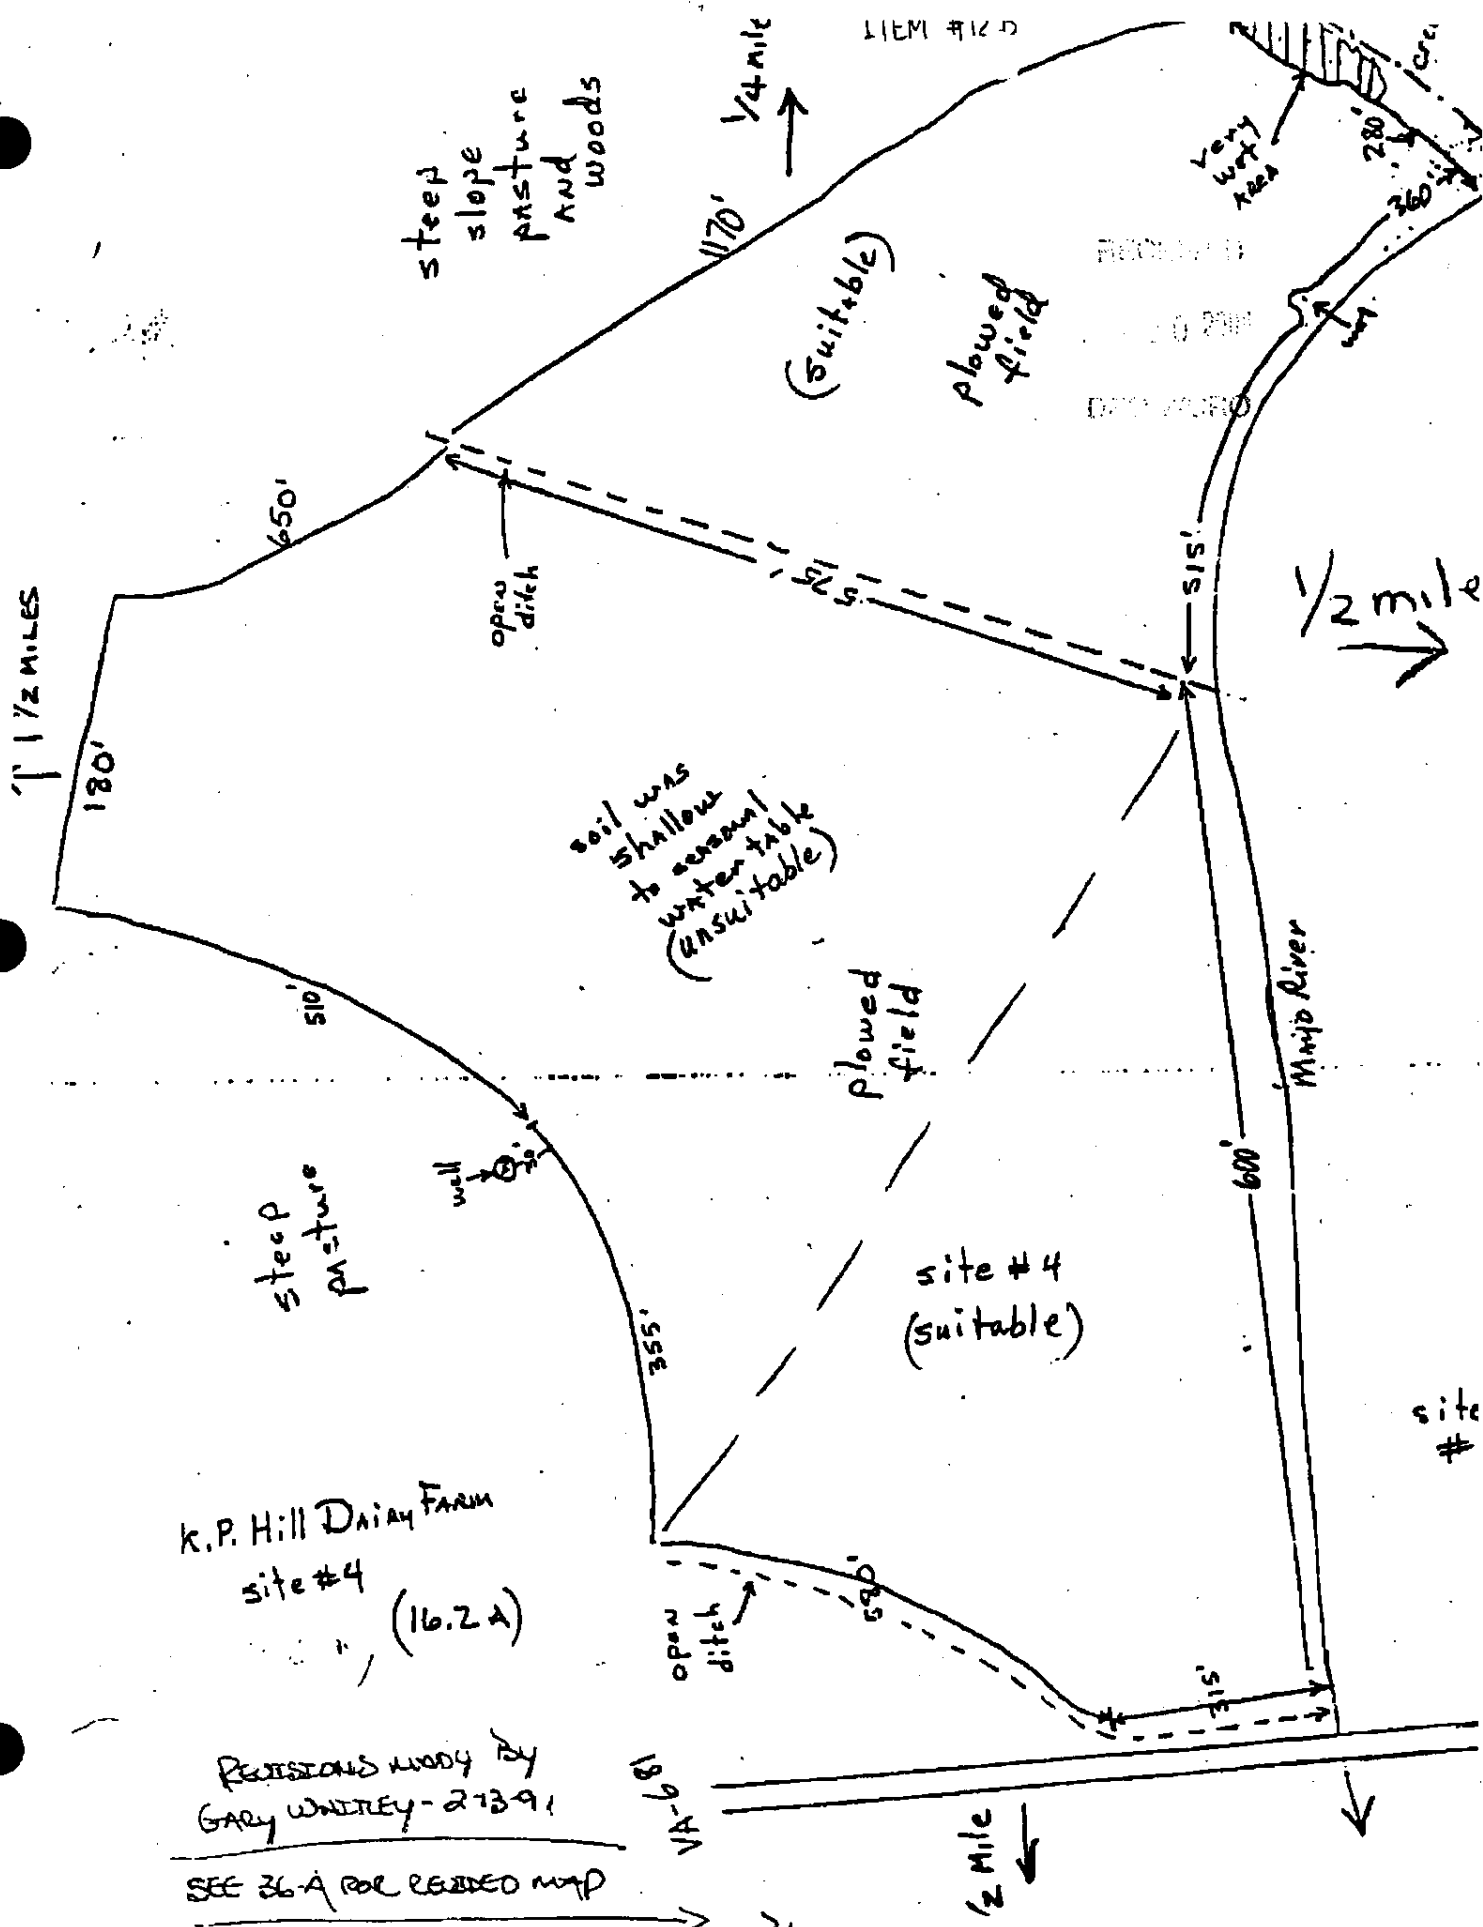 ITEM #12 D
1/4 mile
steep
slope
pasture
AND
woods
1170'
(suitable)
plowed
field
Very
wet
Area
280'
360'
650'
open
ditch
575'
515'
1/2 mile
1 1/2 MILES
180'
soil was
shallow
to seasonal
water table
(unsuitable)
510'
plowed
field
Mayo River
well
30'
steep
pasture
355'
600'
site #4
(suitable)
site
#
K.P. Hill Dairy Farm
site #4
(16.2 A)
open
ditch
580'
315'
REVISIONS MADY BY
GARY WHITLEY - 2-13-91
SEE 36-A FOR REVISED MAP
VA-681
1/2 Mile